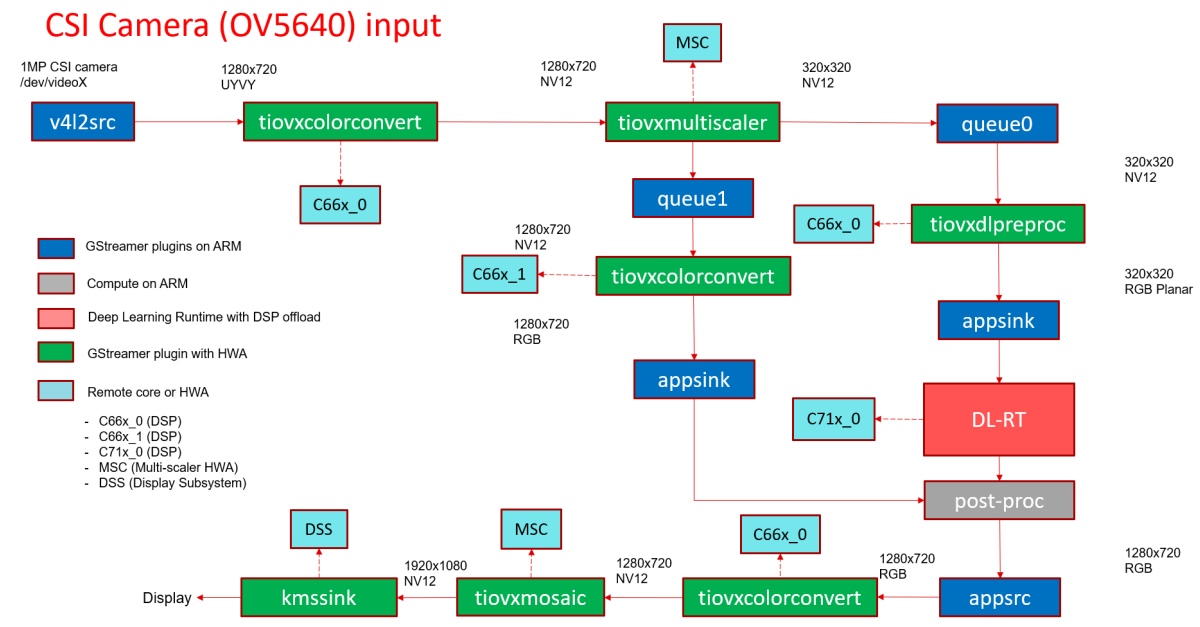 CSI Camera (OV5640) input
MSC
1MP CSI camera
/dev/videoX
1280x720
UYVY
1280x720
NV12
320x320
NV12
v4l2src
tiovxcolorconvert
tiovxmultiscaler
queue0
320x320
NV12
C66x_0
queue1
C66x_0
tiovxdlpreproc
1280x720
NV12
GStreamer plugins on ARM
C66x_1
tiovxcolorconvert
320x320
RGB Planar
Compute on ARM
Deep Learning Runtime with DSP offload
1280x720
RGB
appsink
GStreamer plugin with HWA
appsink
Remote core or HWA
- C66x_0 (DSP)
- C66x_1 (DSP)
- C71x_0 (DSP)
- MSC (Multi-scaler HWA)
- DSS (Display Subsystem)
C71x_0
DL-RT
post-proc
DSS
MSC
C66x_0
1920x1080
NV12
1280x720
NV12
1280x720
RGB
1280x720
RGB
Display
kmssink
tiovxmosaic
tiovxcolorconvert
appsrc